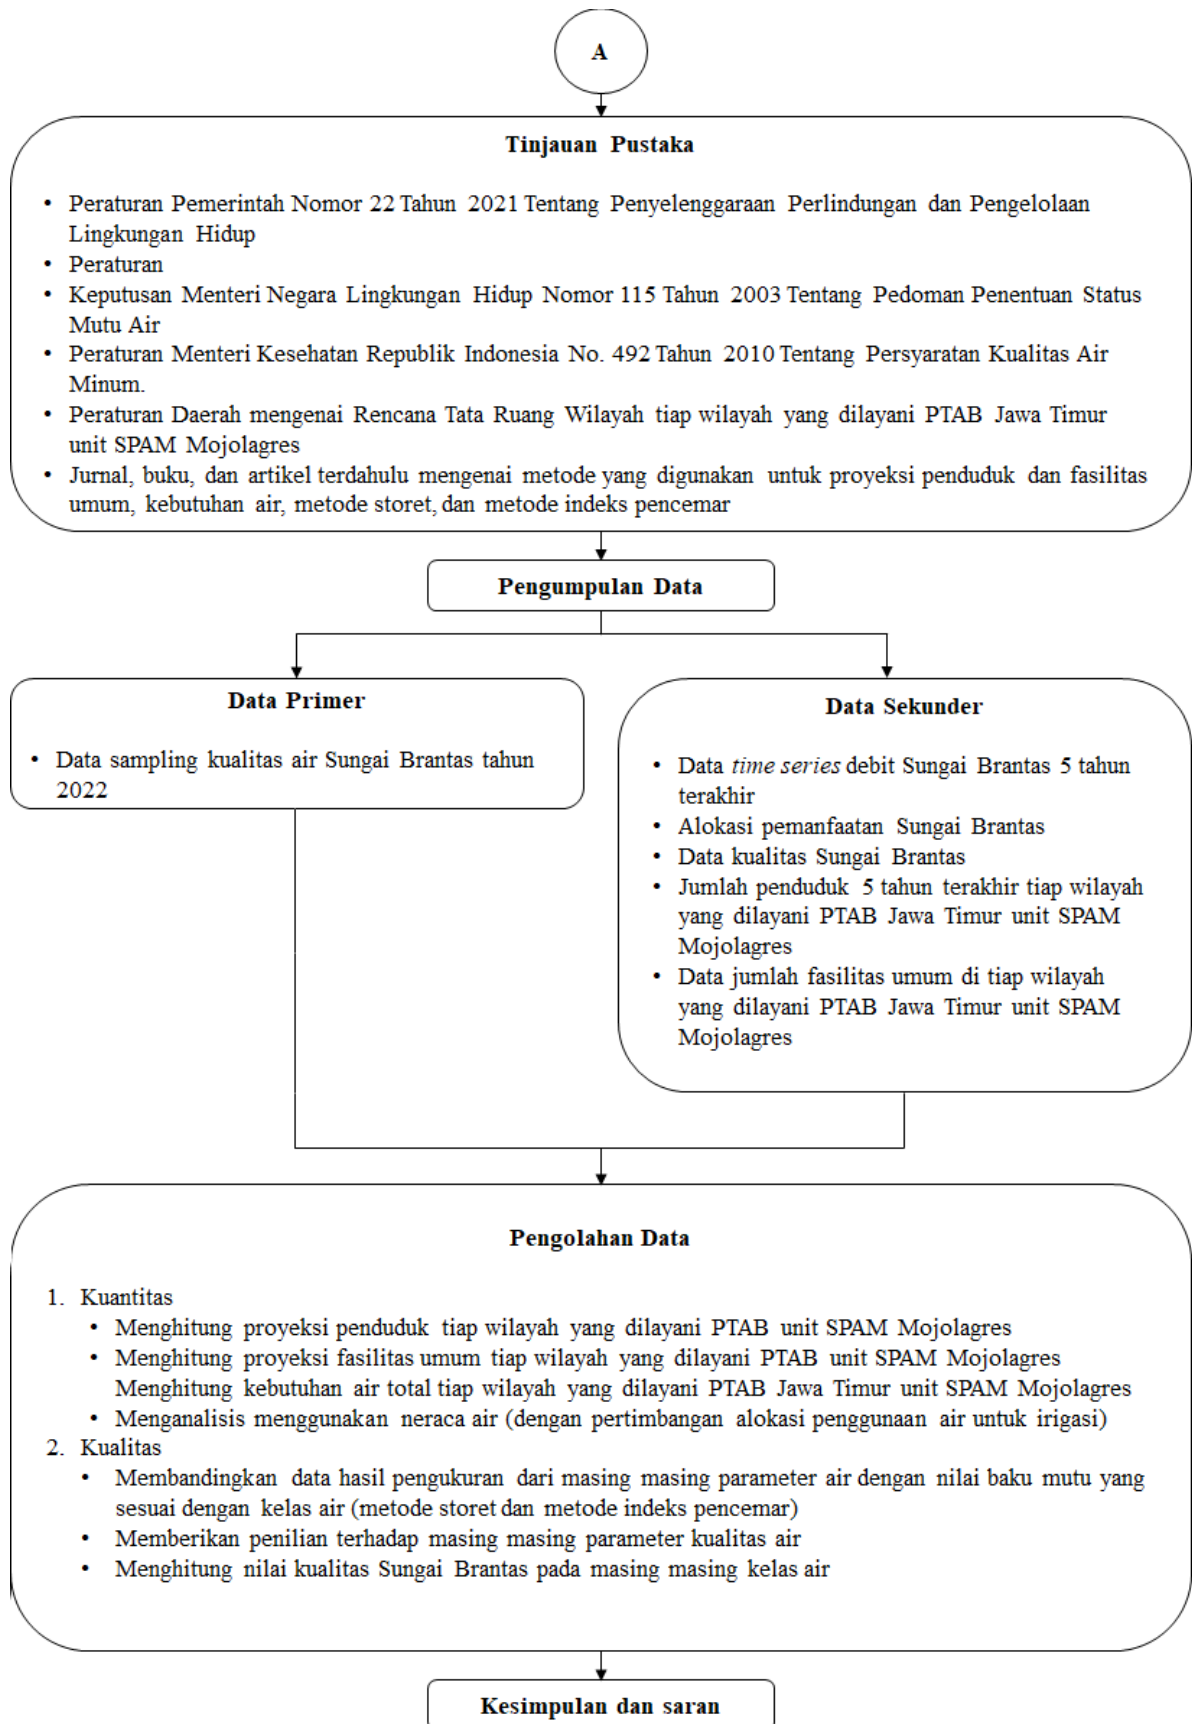 A
Tinjauan Pustaka
• Peraturan Pemerintah Nomor 22 Tahun 2021 Tentang Penyelenggaraan Perlindungan dan Pengelolaan
Lingkungan Hidup
• Peraturan
• Keputusan Menteri Negara Lingkungan Hidup Nomor 115 Tahun 2003 Tentang Pedoman Penentuan Status
Mutu Air
• Peraturan Menteri Kesehatan Republik Indonesia No. 492 Tahun 2010 Tentang Persyaratan Kualitas Air
Minum.
• Peraturan Daerah mengenai Rencana Tata Ruang Wilayah tiap wilayah yang dilayani PTAB Jawa Timur
unit SPAM Mojolagres
• Jurnal, buku, dan artikel terdahulu mengenai metode yang digunakan untuk proyeksi penduduk dan fasilitas
umum, kebutuhan air, metode storet, dan metode indeks pencemar
Pengumpulan Data
Data Primer
• Data sampling kualitas air Sungai Brantas tahun
2022
Data Sekunder
• Data time series debit Sungai Brantas 5 tahun
terakhir
• Alokasi pemanfaatan Sungai Brantas
• Data kualitas Sungai Brantas
• Jumlah penduduk 5 tahun terakhir tiap wilayah
yang dilayani PTAB Jawa Timur unit SPAM
Mojolagres
• Data jumlah fasilitas umum di tiap wilayah
yang dilayani PTAB Jawa Timur unit SPAM
Mojolagres
Pengolahan Data
1. Kuantitas
• Menghitung proyeksi penduduk tiap wilayah yang dilayani PTAB unit SPAM Mojolagres
• Menghitung proyeksi fasilitas umum tiap wilayah yang dilayani PTAB unit SPAM Mojolagres
Menghitung kebutuhan air total tiap wilayah yang dilayani PTAB Jawa Timur unit SPAM Mojolagres
• Menganalisis menggunakan neraca air (dengan pertimbangan alokasi penggunaan air untuk irigasi)
2. Kualitas
• Membandingkan data hasil pengukuran dari masing masing parameter air dengan nilai baku mutu yang
sesuai dengan kelas air (metode storet dan metode indeks pencemar)
• Memberikan penilian terhadap masing masing parameter kualitas air
• Menghitung nilai kualitas Sungai Brantas pada masing masing kelas air
Kesimpulan dan saran